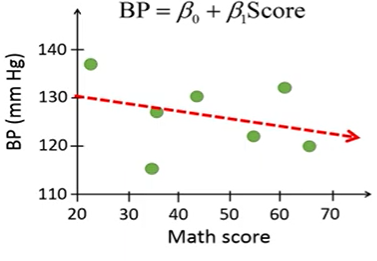 BP = β₀ + β₁Score
BP (mm Hg)
140
130
120
110
20 30 40 50 60 70
Math score